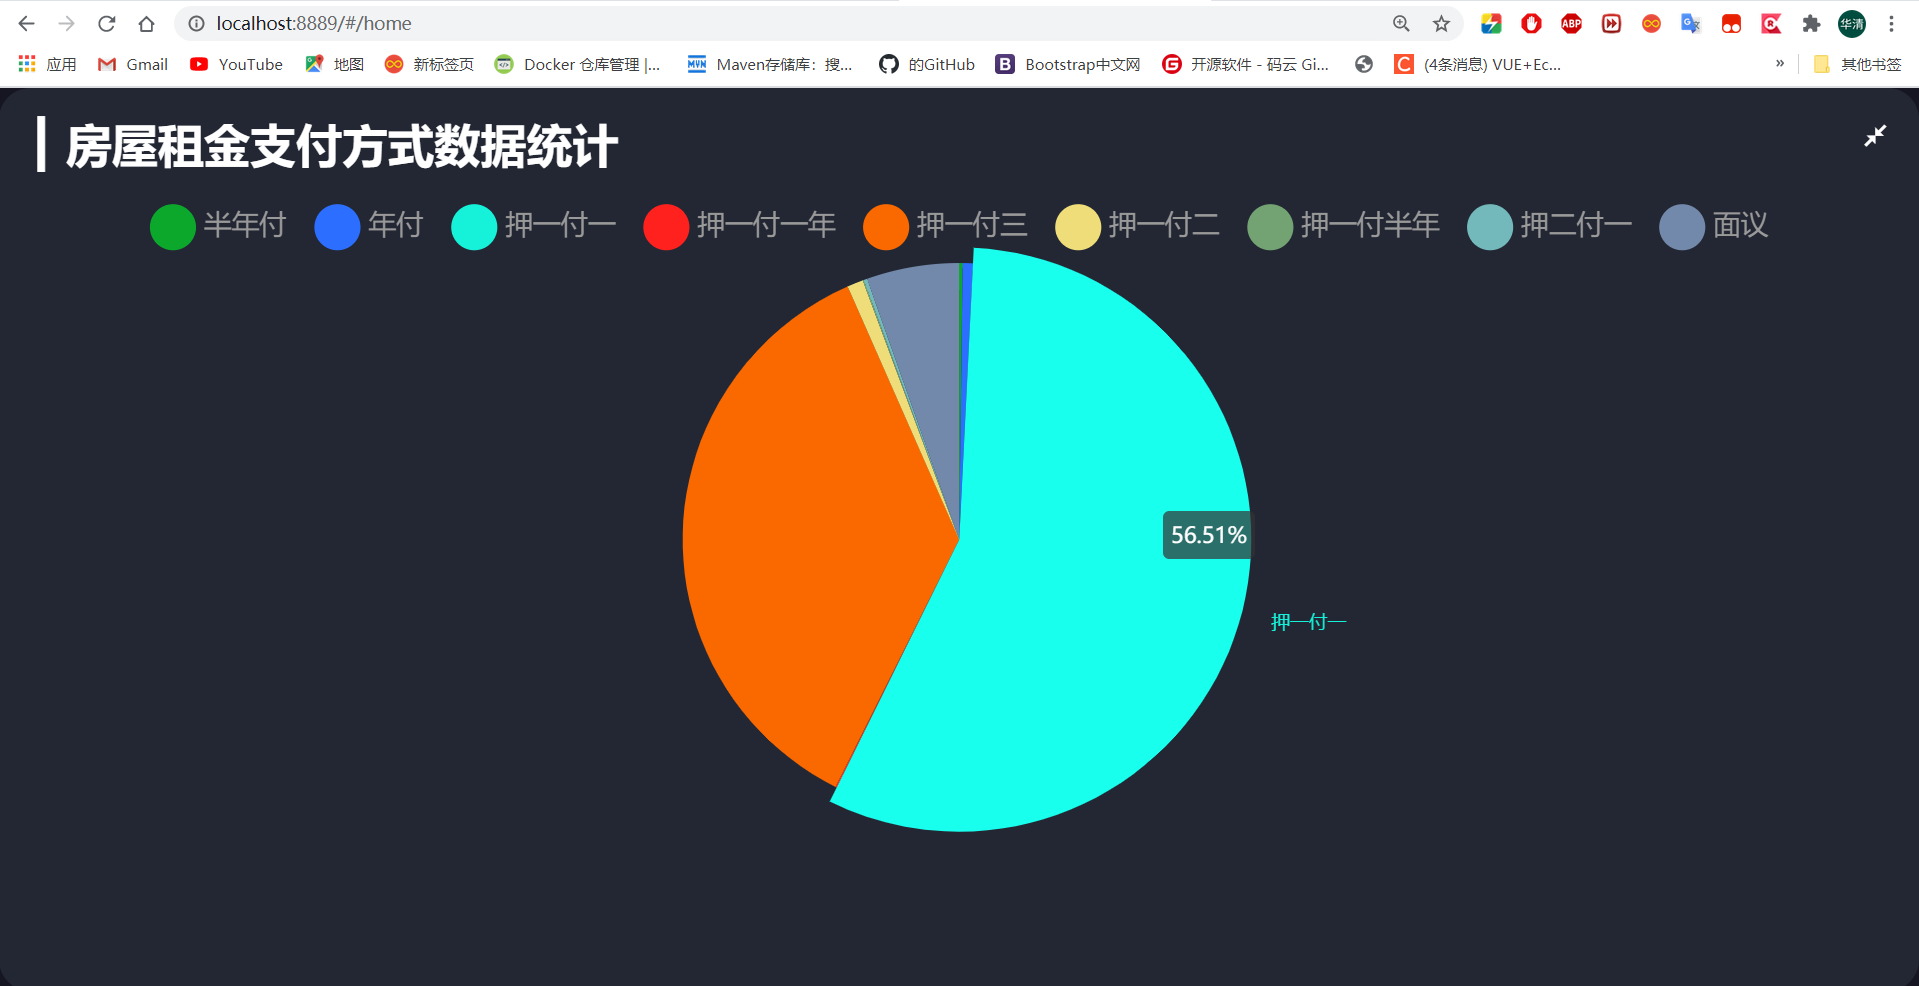 localhost:8889/#/home
华清
应用 Gmail YouTube 地图 新标签页 Docker 仓库管理 |... Maven存储库：搜... 的GitHub Bootstrap中文网 开源软件 - 码云 Gi... (4条消息) VUE+Ec... » 其他书签
房屋租金支付方式数据统计
半年付 年付 押一付一 押一付一年 押一付三 押一付二 押一付半年 押二付一 面议
56.51%
押一付一